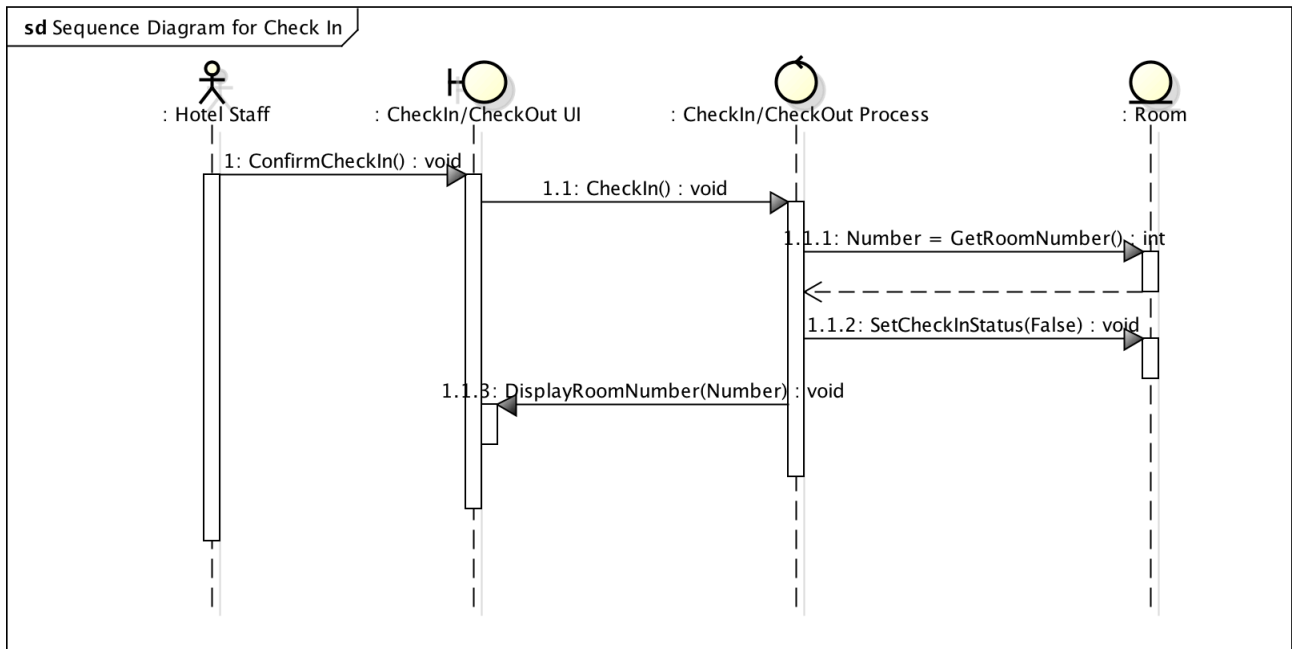 sd Sequence Diagram for Check In
: Hotel Staff
: CheckIn/CheckOut UI
: CheckIn/CheckOut Process
: Room
1: ConfirmCheckIn() : void
1.1: CheckIn() : void
1.1.1: Number = GetRoomNumber() : int
1.1.2: SetCheckInStatus(False) : void
1.1.3: DisplayRoomNumber(Number) : void